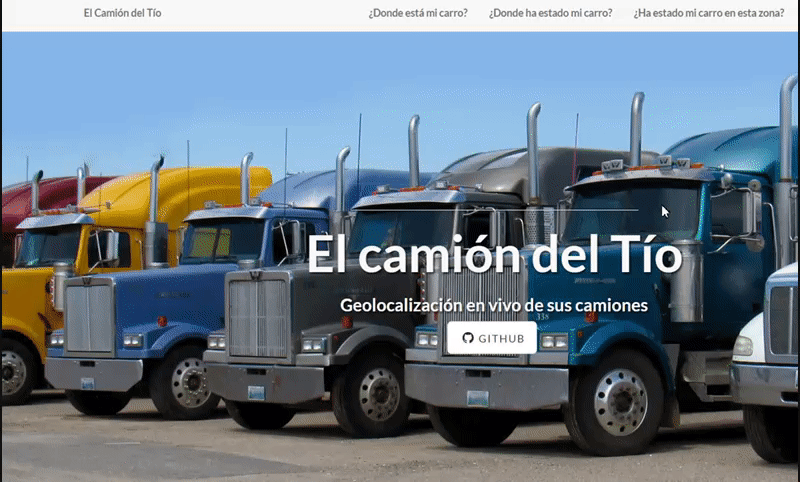 El Camión del Tío
¿Donde está mi carro?
¿Donde ha estado mi carro?
¿Ha estado mi carro en esta zona?
El camión del Tío
Geolocalización en vivo de sus camiones
338
GITHUB